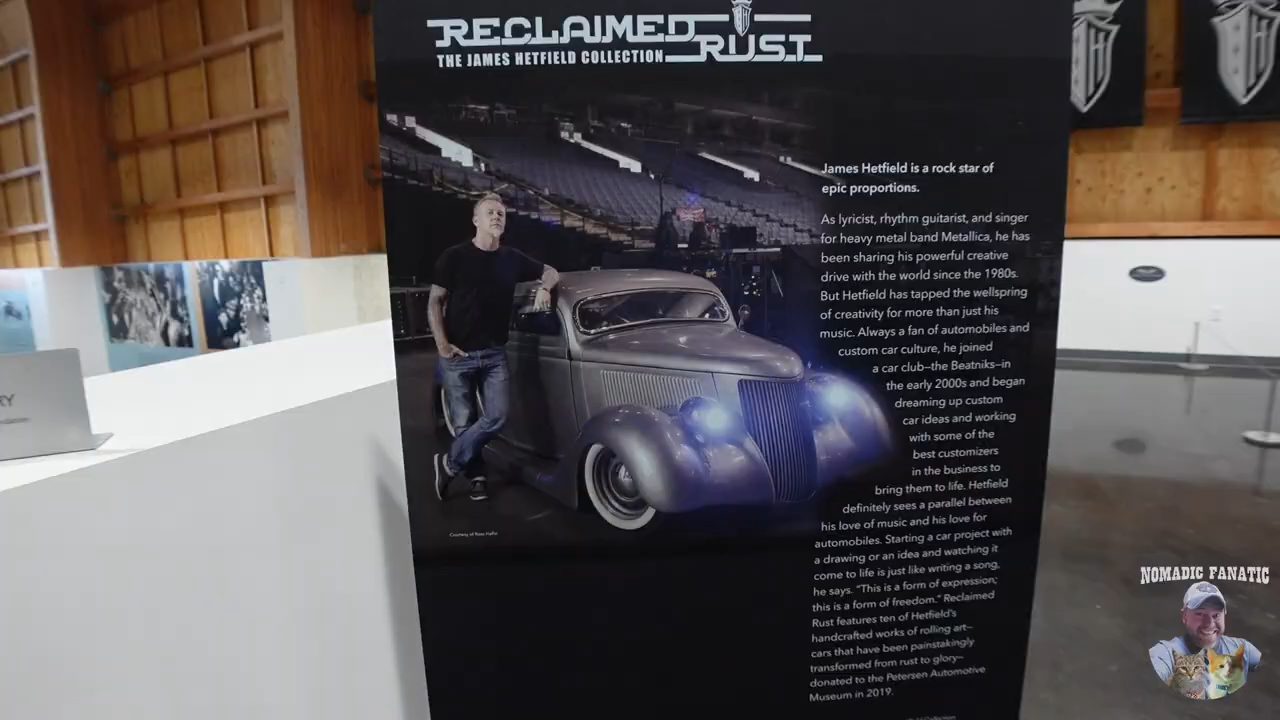 RECLAIMED
RUST
THE JAMES HETFIELD COLLECTION
James Hetfield is a rock star of
epic proportions.
As lyricist, rhythm guitarist, and singer
for heavy metal band Metallica, he has
been sharing his powerful creative
drive with the world since the 1980s.
But Hetfield has tapped the wellspring
of creativity for more than just his
music. Always a fan of automobiles and
custom car culture, he joined
a car club—the Beatniks—in
the early 2000s and began
dreaming up custom
car ideas and working
with some of the
best customizers
in the business to
bring them to life. Hetfield
definitely sees a parallel between
his love of music and his love for
automobiles. Starting a car project with
a drawing or an idea and watching it
come to life is just like writing a song,
he says. "This is a form of expression;
this is a form of freedom." Reclaimed
Rust features ten of Hetfield's
handcrafted works of rolling art—
cars that have been painstakingly
transformed from rust to glory—
donated to the Petersen Automotive
Museum in 2019.
Courtesy of Ross Halfin
RY
NOMADIC FANATIC